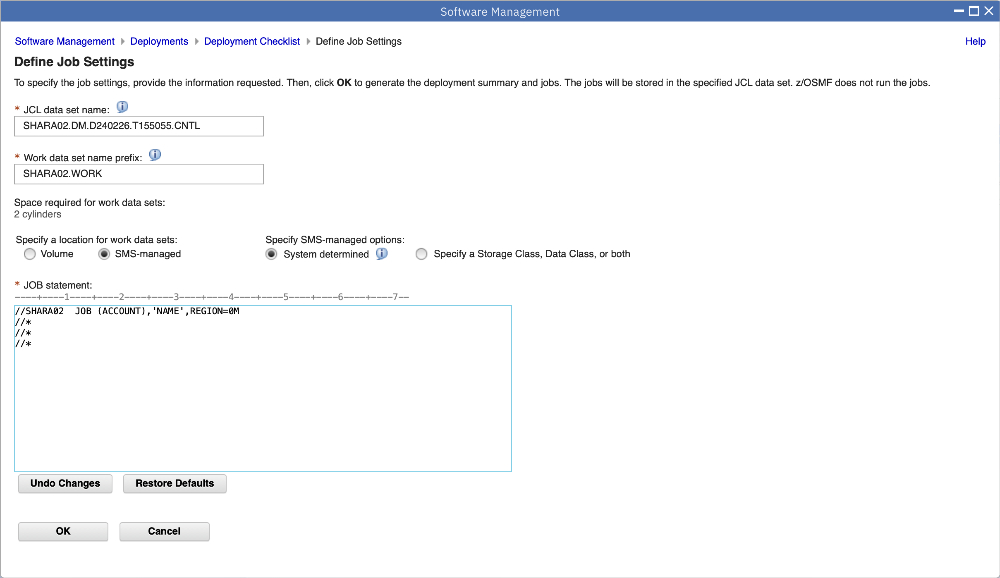 Software Management
Software Management Deployments Deployment Checklist Define Job Settings Help
Define Job Settings
To specify the job settings, provide the information requested. Then, click OK to generate the deployment summary and jobs. The jobs will be stored in the specified JCL data set. z/OSMF does not run the jobs.
* JCL data set name:
SHARA02.DM.D240226.T155055.CNTL
* Work data set name prefix:
SHARA02.WORK
Space required for work data sets:
2 cylinders
Specify a location for work data sets: Specify SMS-managed options:
Volume SMS-managed System determined Specify a Storage Class, Data Class, or both
* JOB statement:
----+----1----+----2----+----3----+----4----+----5----+----6----+----7--
//SHARA02  JOB (ACCOUNT),'NAME',REGION=0M
//*
//*
//*
Undo Changes Restore Defaults
OK Cancel